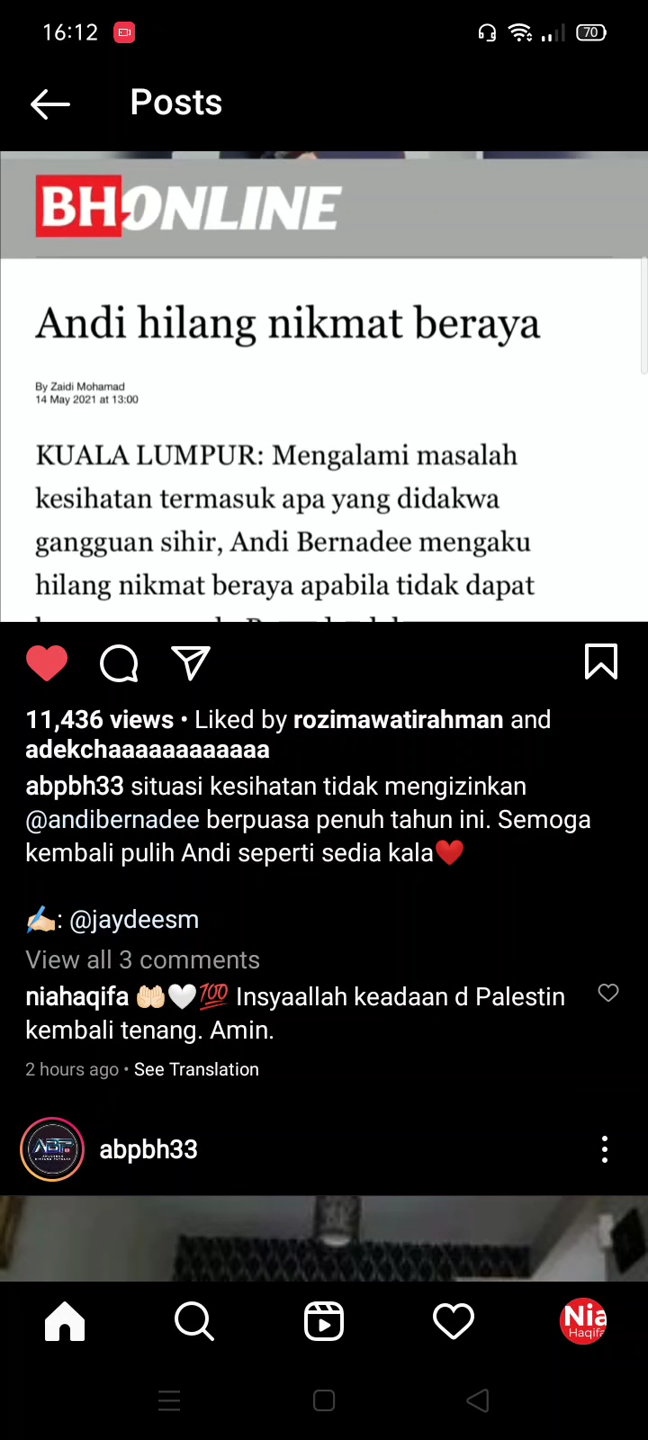 16:12
70
Posts
BH ONLINE
Andi hilang nikmat beraya
By Zaidi Mohamad
14 May 2021 at 13:00
KUALA LUMPUR: Mengalami masalah
kesihatan termasuk apa yang didakwa
gangguan sihir, Andi Bernadee mengaku
hilang nikmat beraya apabila tidak dapat
11,436 views • Liked by rozimawatirahman and
adekchaaaaaaaaaaaa
abpbh33 situasi kesihatan tidak mengizinkan
@andibernadee berpuasa penuh tahun ini. Semoga
kembali pulih Andi seperti sedia kala❤️
✍🏻: @jaydeesm
View all 3 comments
niahaqifa 🤲🏻🤍💯 Insyaallah keadaan d Palestin
kembali tenang. Amin.
2 hours ago • See Translation
abpbh33
Nia
Haqifa